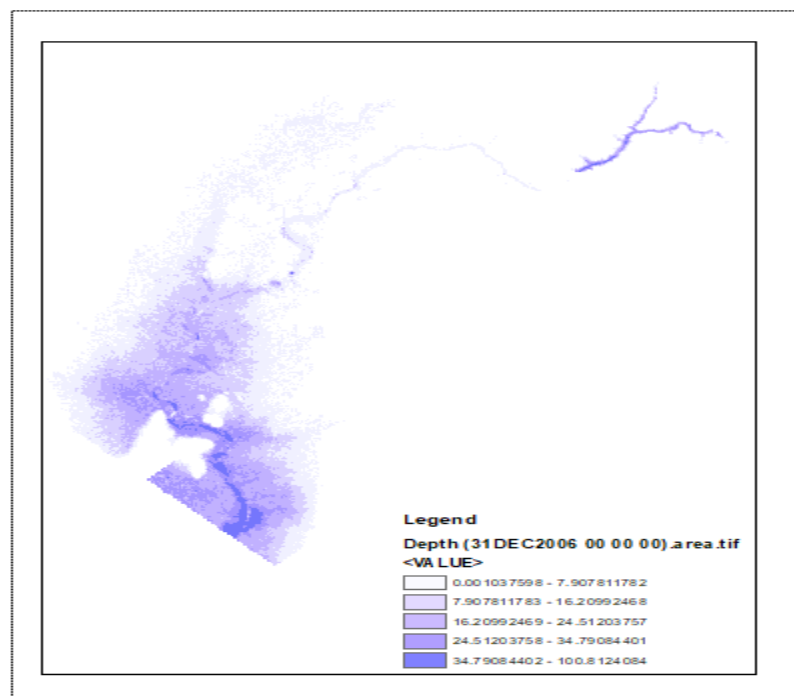 Legend
Depth (31DEC2006 00 00 00).area.tif
<VALUE>
0.001037598 - 7.907811782
7.907811783 - 16.20992468
16.20992469 - 24.51203757
24.51203758 - 34.79084401
34.79084402 - 100.8124084